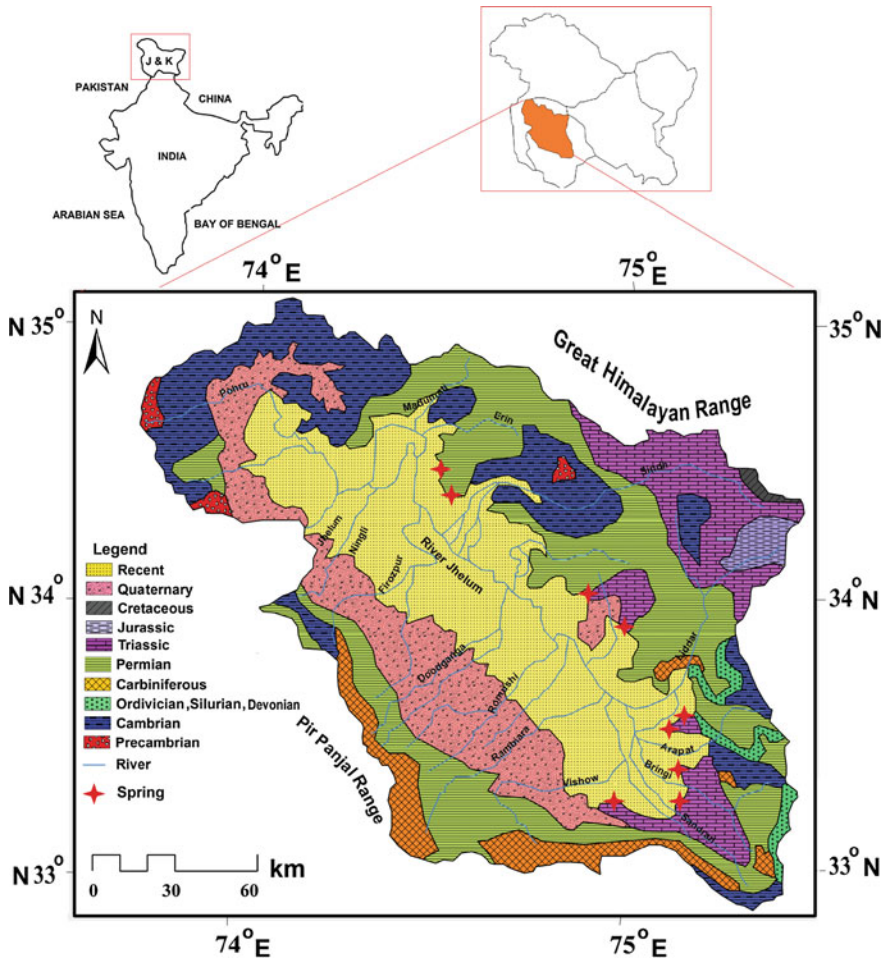 J & K
PAKISTAN
CHINA
INDIA
ARABIAN SEA
BAY OF BENGAL
74° E
75° E
N 35°
35° N
N
Great Himalayan Range
Pohru
Madumati
Erin
Sindh
Jhelum
Ningli
Firozpur
River Jhelum
N 34°
34° N
Lidder
Doodganga
Romushi
Rambiara
Arapat
Bringi
Vishow
Sandran
Pir Panjal Range
Legend
Recent
Quaternary
Cretaceous
Jurassic
Triassic
Permian
Carbiniferous
Ordivician,Silurian,Devonian
Cambrian
Precambrian
River
Spring
N 33°
33° N
km
0 30 60
74° E
75° E